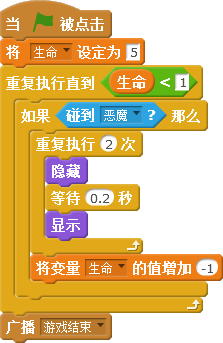 当 被点击
将 生命 设定为 5
重复执行直到 生命 < 1
如果 碰到 恶魔 ? 那么
重复执行 2 次
隐藏
等待 0.2 秒
显示
将变量 生命 的值增加 -1
广播 游戏结束